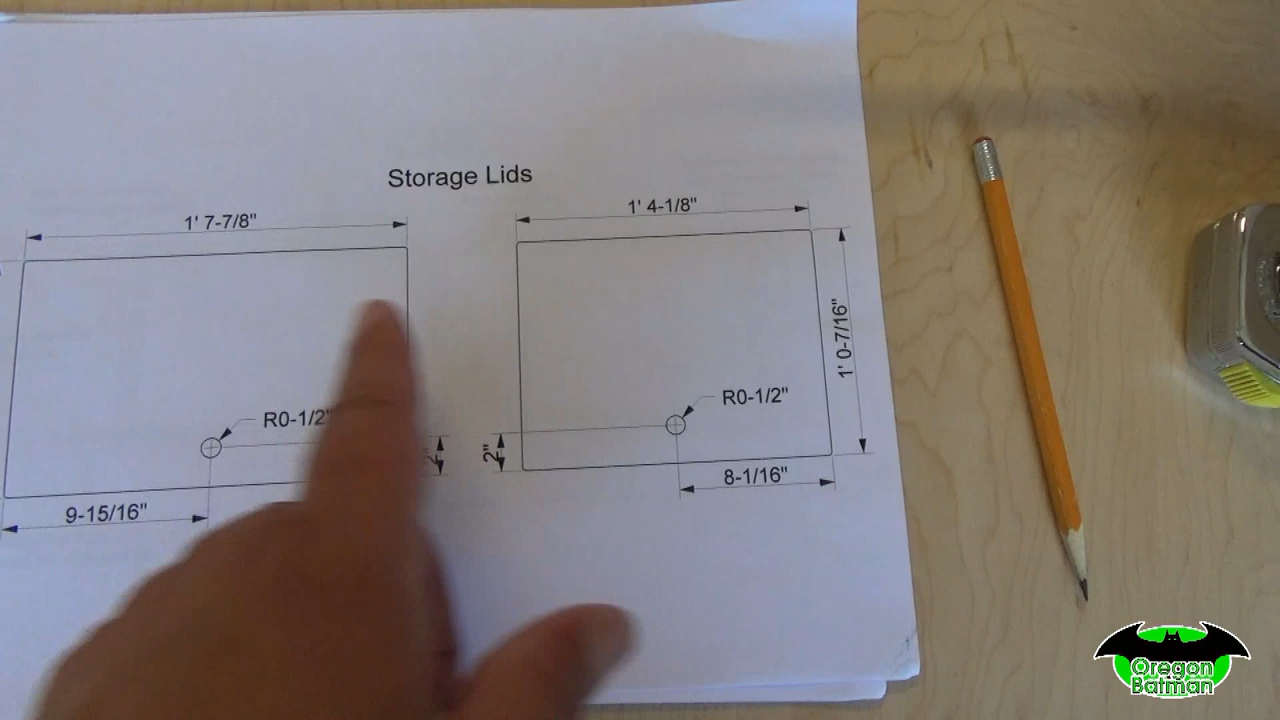 Storage Lids
1' 7-7/8"
1' 4-1/8"
1' 0-7/16"
R0-1/2"
R0-1/2"
2"
2"
9-15/16"
8-1/16"
Oregon
Batman